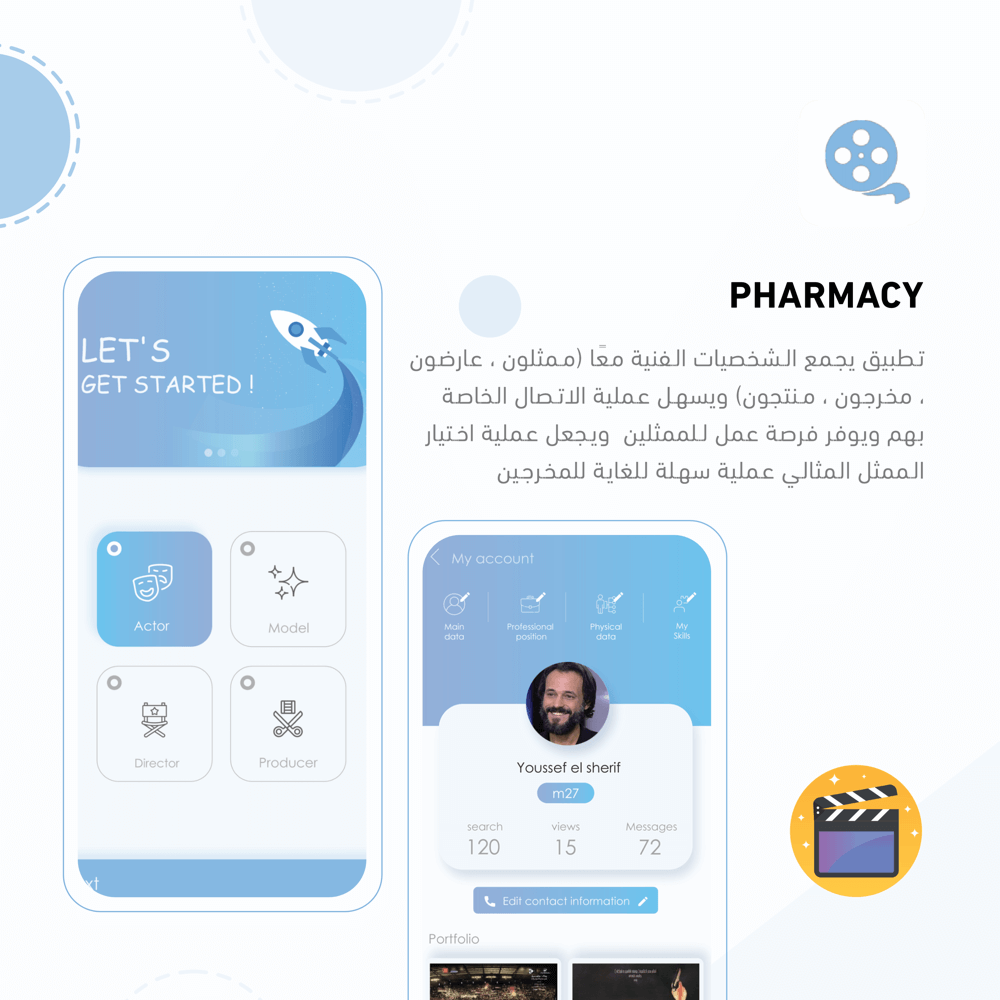 PHARMACY
تطبيق يجمع الشخصيات الفنية معًا (ممثلون ، عارضون
، مخرجون ، منتجون) ويسهل عملية الاتصال الخاصة
بهم ويوفر فرصة عمل للممثلين ويجعل عملية اختيار
الممثل المثالي عملية سهلة للغاية للمخرجين
LET'S
GET STARTED !
Actor
Model
Director
Producer
xt
My account
Main
data
Professional
position
Physical
data
My
Skills
Youssef el sherif
m27
search
views
Messages
120
15
72
Edit contact information
Portfolio